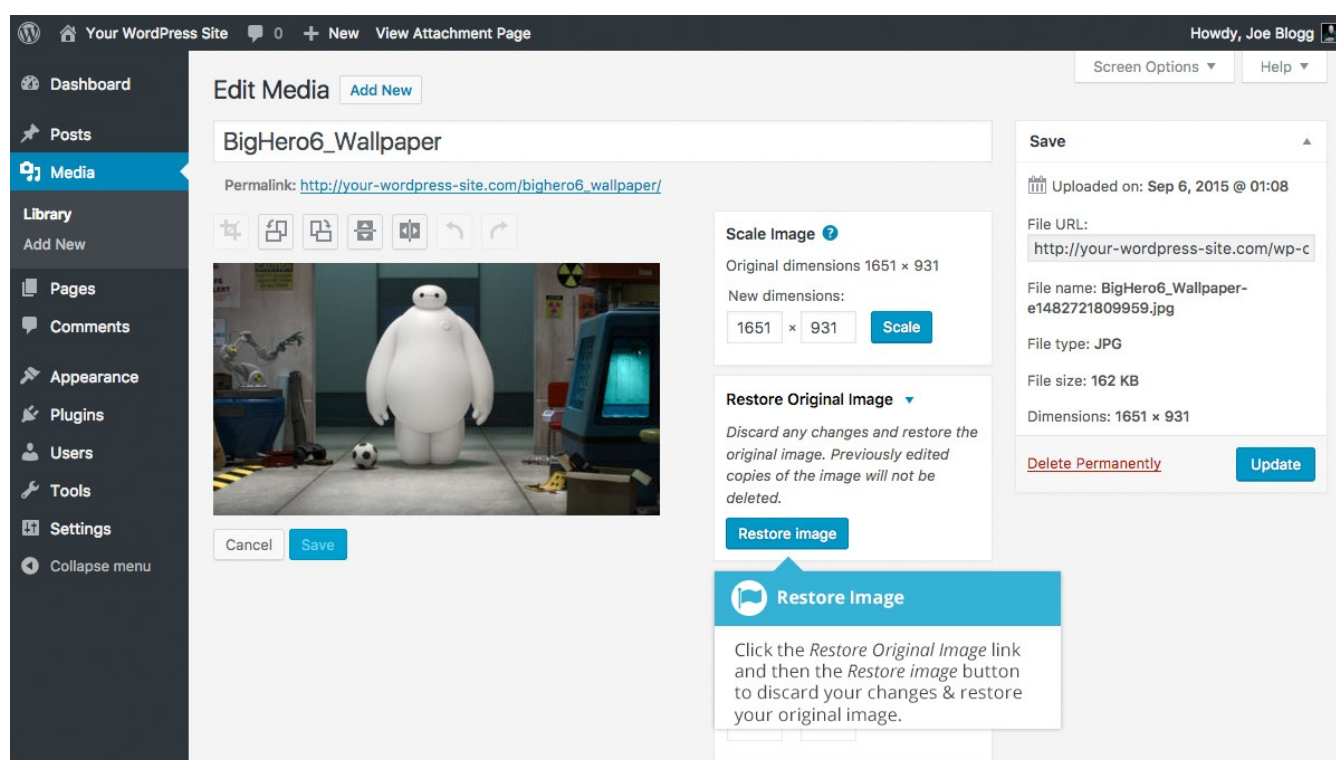 Your WordPress Site 0 + New View Attachment Page
Howdy, Joe Blogg
Screen Options ▼
Help ▼
Dashboard
Posts
Media
Library
Add New
Pages
Comments
Appearance
Plugins
Users
Tools
Settings
Collapse menu
Edit Media Add New
BigHero6_Wallpaper
Permalink: http://your-wordpress-site.com/bighero6_wallpaper/
CAUTION
Cancel
Save
Scale Image
Original dimensions 1651 × 931
New dimensions:
1651 × 931 Scale
Restore Original Image ▼
Discard any changes and restore the
original image. Previously edited
copies of the image will not be
deleted.
Restore image
Restore Image
Click the Restore Original Image link
and then the Restore image button
to discard your changes & restore
your original image.
Save
Uploaded on: Sep 6, 2015 @ 01:08
File URL:
http://your-wordpress-site.com/wp-c
File name: BigHero6_Wallpaper-
e1482721809959.jpg
File type: JPG
File size: 162 KB
Dimensions: 1651 × 931
Delete Permanently
Update